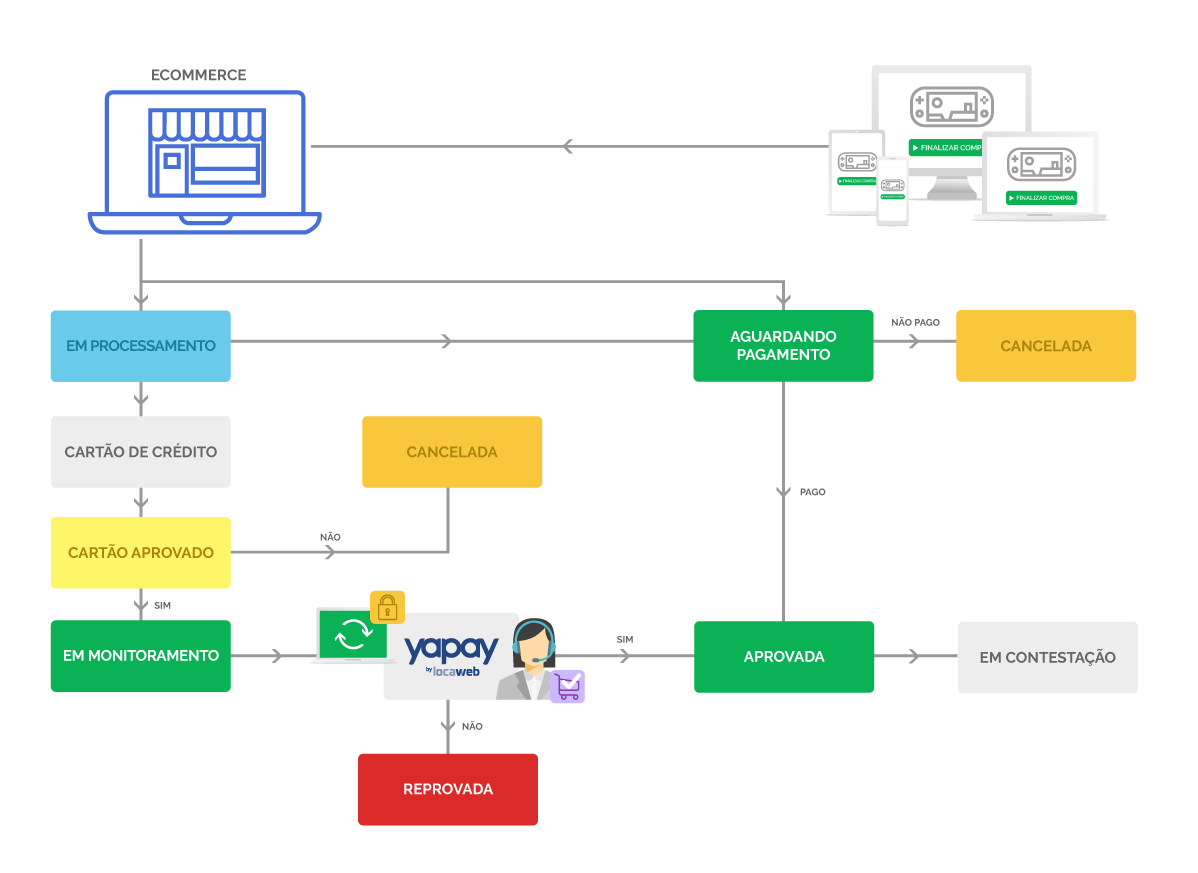 ECOMMERCE
▶ FINALIZAR COMP
▶ FINALIZAR COMPRA
▶ FINALIZAR COMPRA
▶ FINALIZAR COMPRA
EM PROCESSAMENTO
AGUARDANDO
PAGAMENTO
NÃO PAGO
CANCELADA
CARTÃO DE CRÉDITO
CANCELADA
PAGO
CARTÃO APROVADO
NÃO
SIM
EM MONITORAMENTO
yapay
by locaweb
SIM
APROVADA
EM CONTESTAÇÃO
NÃO
REPROVADA